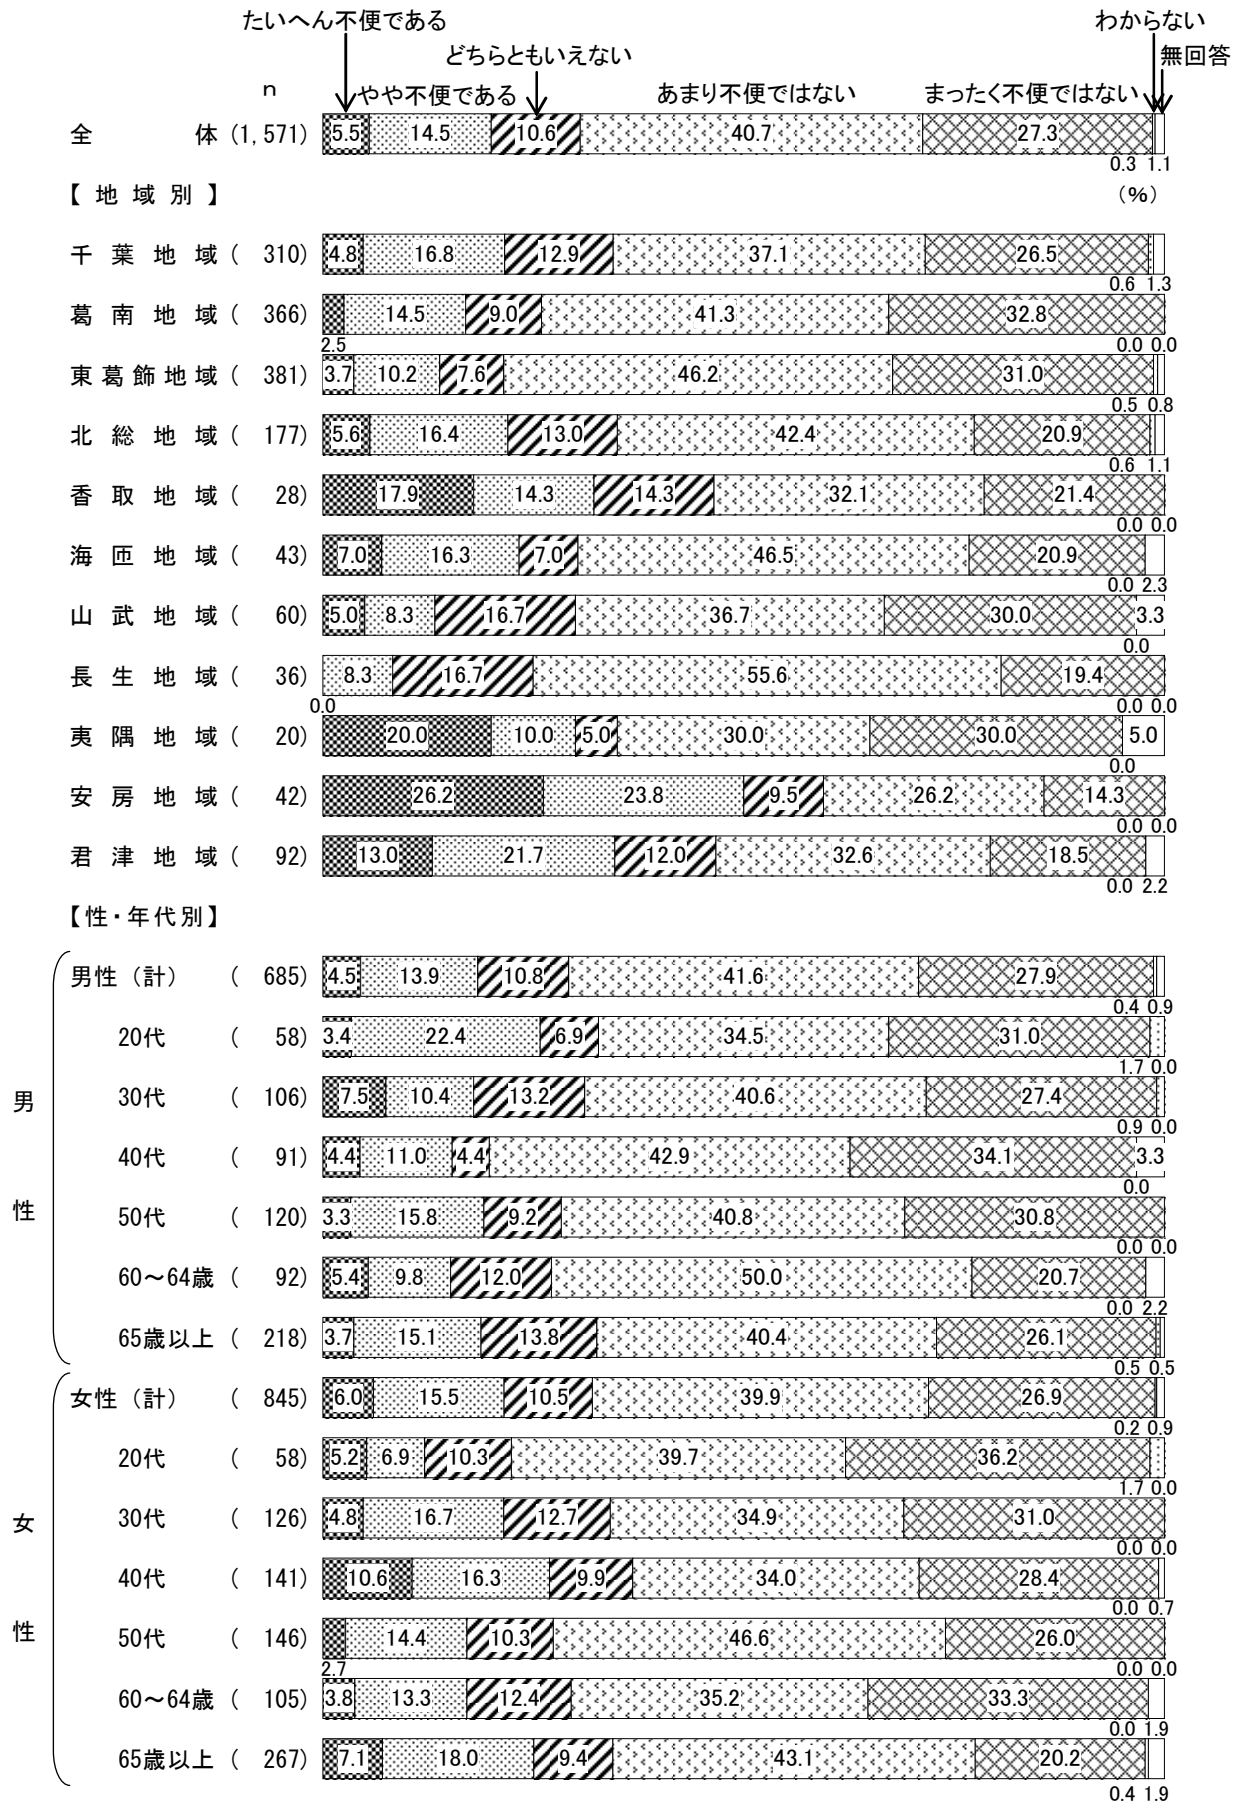 たいへん不便である わからない
どちらともいえない 無回答
n やや不便である あまり不便ではない まったく不便ではない
全 体 (1,571) 5.5 14.5 10.6 40.7 27.3
0.3 1.1
【 地 域 別 】 (%)
千 葉 地 域 ( 310) 4.8 16.8 12.9 37.1 26.5
0.6 1.3
葛 南 地 域 ( 366) 14.5 9.0 41.3 32.8
2.5 0.0 0.0
東 葛 飾 地 域 ( 381) 3.7 10.2 7.6 46.2 31.0
0.5 0.8
北 総 地 域 ( 177) 5.6 16.4 13.0 42.4 20.9
0.6 1.1
香 取 地 域 ( 28) 17.9 14.3 14.3 32.1 21.4
0.0 0.0
海 匝 地 域 ( 43) 7.0 16.3 7.0 46.5 20.9
0.0 2.3
山 武 地 域 ( 60) 5.0 8.3 16.7 36.7 30.0 3.3
0.0
長 生 地 域 ( 36) 8.3 16.7 55.6 19.4
0.0 0.0 0.0
夷 隅 地 域 ( 20) 20.0 10.0 5.0 30.0 30.0 5.0
0.0
安 房 地 域 ( 42) 26.2 23.8 9.5 26.2 14.3
0.0 0.0
君 津 地 域 ( 92) 13.0 21.7 12.0 32.6 18.5
0.0 2.2
【性・年代別】
男性（計） ( 685) 4.5 13.9 10.8 41.6 27.9
0.4 0.9
20代 ( 58) 3.4 22.4 6.9 34.5 31.0
1.7 0.0
30代 ( 106) 7.5 10.4 13.2 40.6 27.4
0.9 0.0
40代 ( 91) 4.4 11.0 4.4 42.9 34.1 3.3
0.0
50代 ( 120) 3.3 15.8 9.2 40.8 30.8
0.0 0.0
60～64歳 ( 92) 5.4 9.8 12.0 50.0 20.7
0.0 2.2
65歳以上 ( 218) 3.7 15.1 13.8 40.4 26.1
0.5 0.5
男性
女性（計） ( 845) 6.0 15.5 10.5 39.9 26.9
0.2 0.9
20代 ( 58) 5.2 6.9 10.3 39.7 36.2
1.7 0.0
30代 ( 126) 4.8 16.7 12.7 34.9 31.0
0.0 0.0
40代 ( 141) 10.6 16.3 9.9 34.0 28.4
0.0 0.7
50代 ( 146) 14.4 10.3 46.6 26.0
2.7 0.0 0.0
60～64歳 ( 105) 3.8 13.3 12.4 35.2 33.3
0.0 1.9
65歳以上 ( 267) 7.1 18.0 9.4 43.1 20.2
0.4 1.9
女性